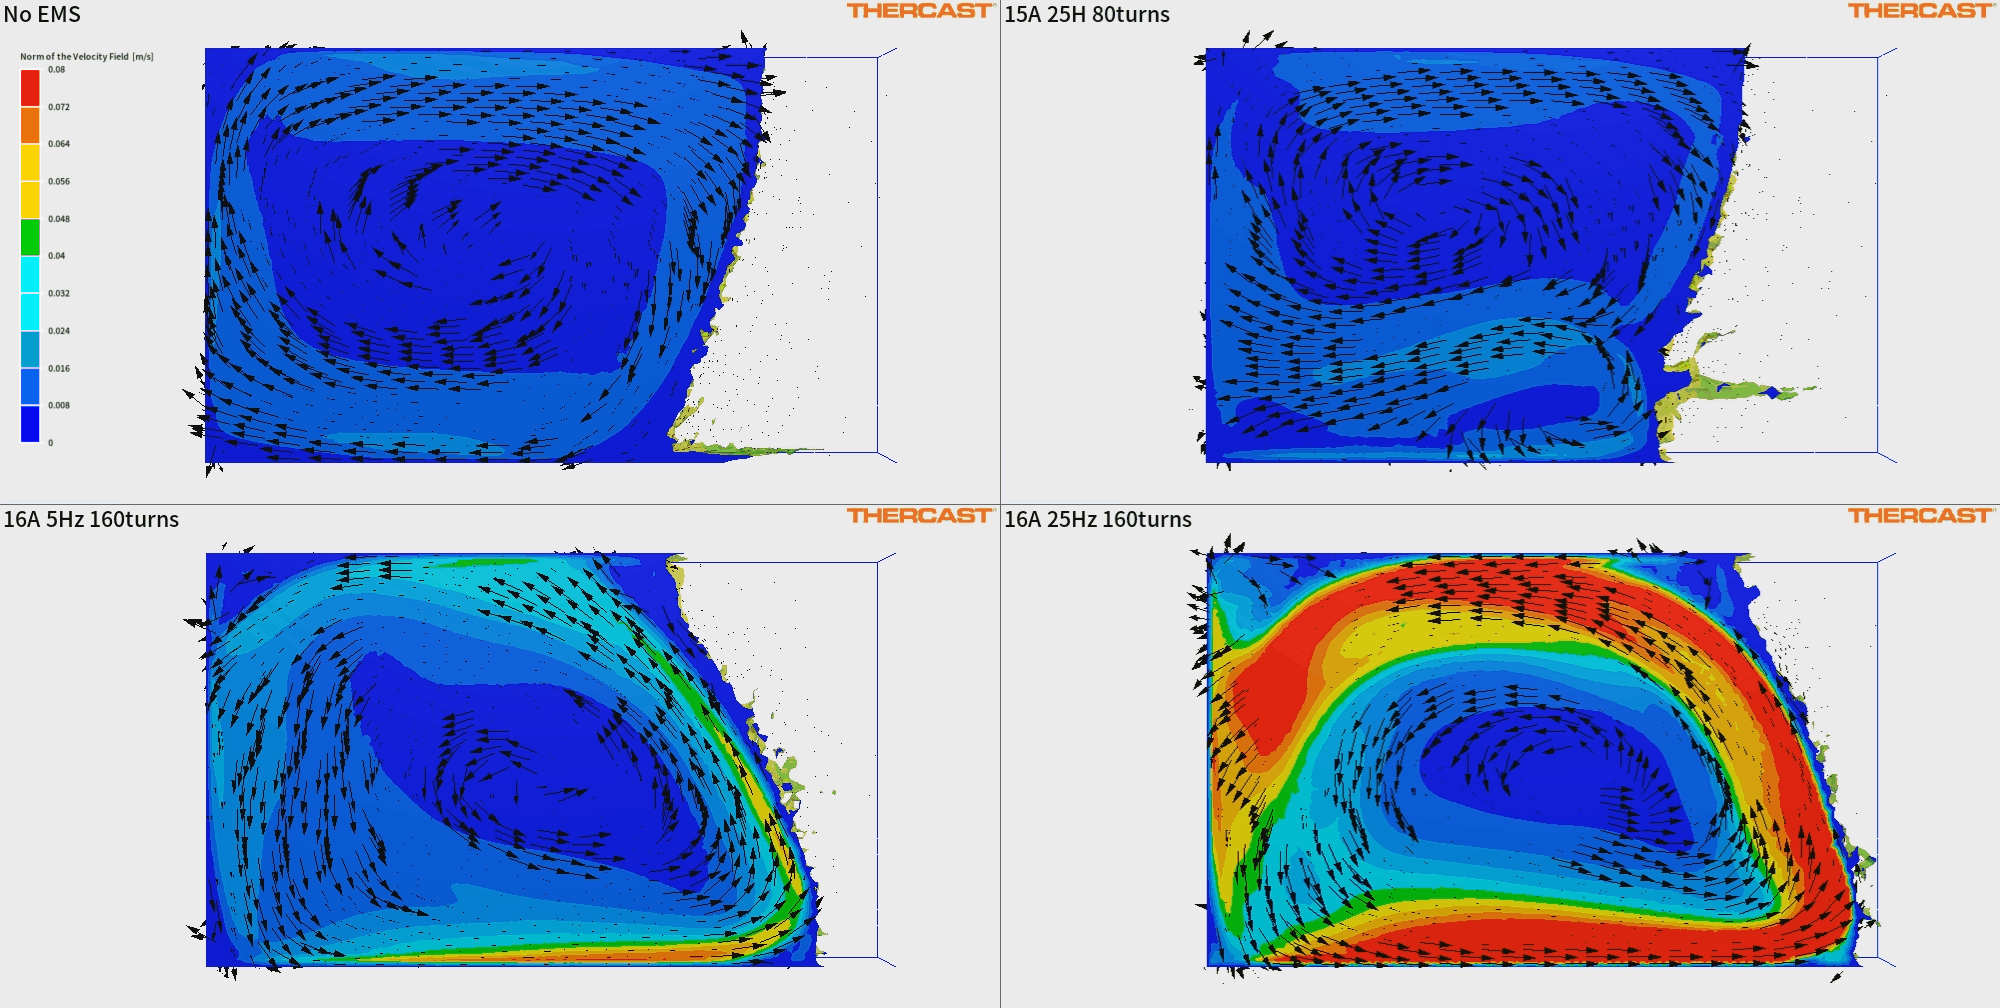 No EMS
THERCAST
15A 25H 80turns
THERCAST
Norm of the Velocity Field [m/s]
0.08
0.072
0.064
0.056
0.048
0.04
0.032
0.024
0.016
0.008
0
16A 5Hz 160turns
THERCAST
16A 25Hz 160turns
THERCAST